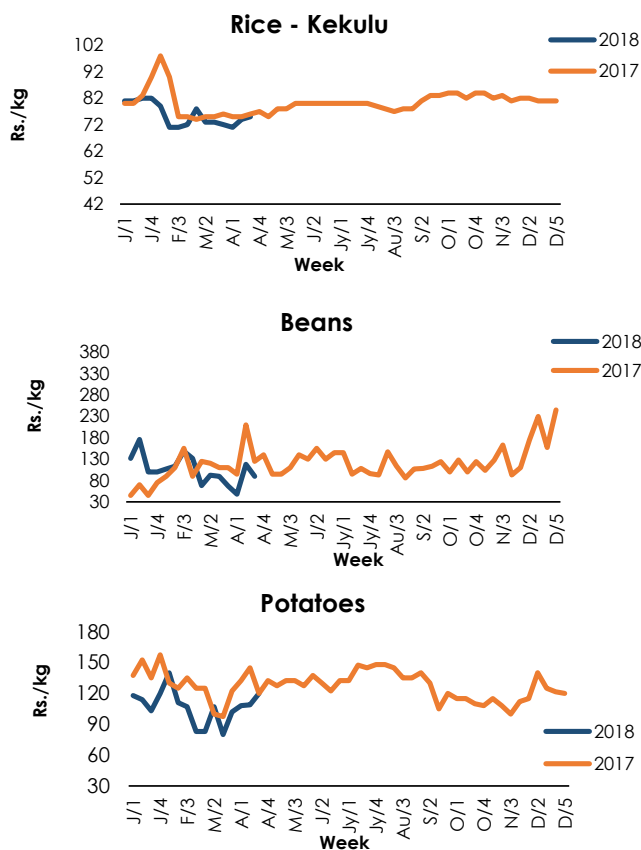 Rice - Kekulu
2018
2017
Rs./kg
102
92
82
72
62
52
42
J/1
J/4
F/3
M/2
A/1
A/4
M/3
J/2
Jy/1
Jy/4
Au/3
S/2
O/1
O/4
N/3
D/2
D/5
Week
Beans
2018
2017
Rs./kg
380
330
280
230
180
130
80
30
J/1
J/4
F/3
M/2
A/1
A/4
M/3
J/2
Jy/1
Jy/4
Au/3
S/2
O/1
O/4
N/3
D/2
D/5
Week
Potatoes
Rs./kg
180
150
120
90
60
30
2018
2017
J/1
J/4
F/3
M/2
A/1
A/4
M/3
J/2
Jy/1
Jy/4
Au/3
S/2
O/1
O/4
N/3
D/2
D/5
Week